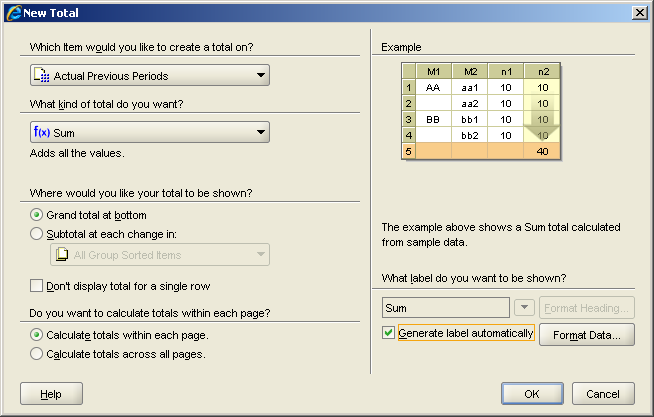 New Total
Which Item would you like to create a total on?
Actual Previous Periods
What kind of total do you want?
f(x) Sum
Adds all the values.
Where would you like your total to be shown?
Grand total at bottom
Subtotal at each change in:
All Group Sorted Items
Don't display total for a single row
Do you want to calculate totals within each page?
Calculate totals within each page.
Calculate totals across all pages.
Example
M1 M2 n1 n2
1 AA aa1 10 10
2 aa2 10 10
3 BB bb1 10 10
4 bb2 10 10
5 40
The example above shows a Sum total calculated
from sample data.
What label do you want to be shown?
Sum
Format Heading...
Generate label automatically
Format Data...
Help
OK
Cancel